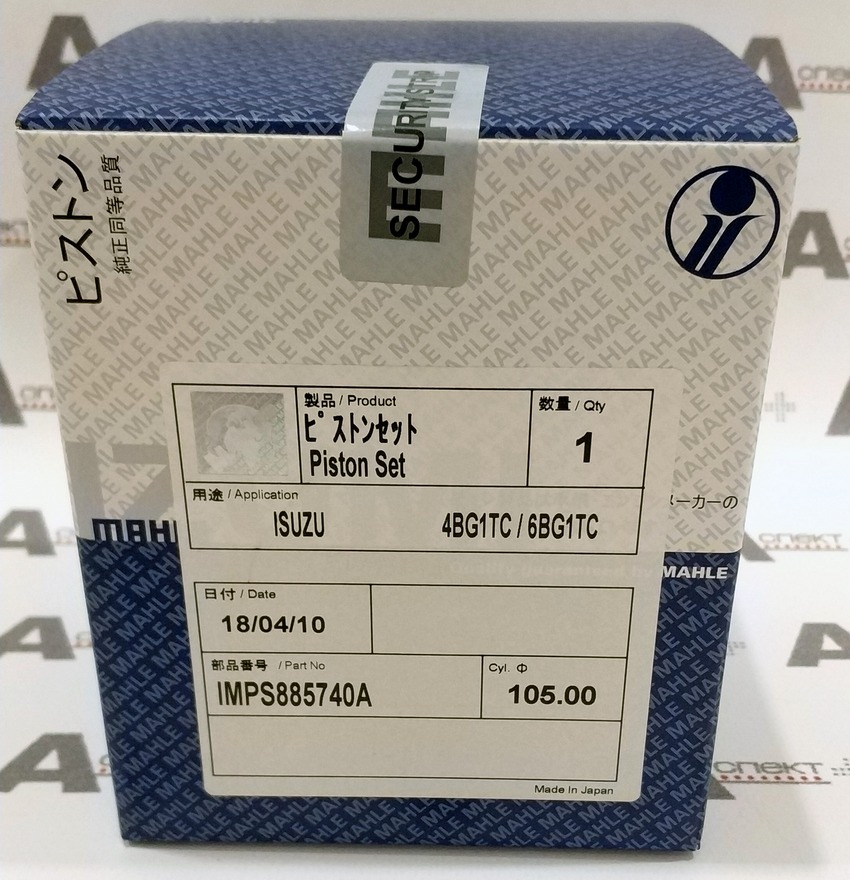 SECURITY STRIP
ピストン
純正同等品質
製品 / Product
ピストンセット
Piston Set
数量 / Qty
1
用途 / Application
ISUZU 4BG1TC / 6BG1TC
メーカーの
MAHLE
日付 / Date
18/04/10
部品番号 / Part No
IMPS885740A
Cyl. Φ
105.00
Made In Japan
Аспект